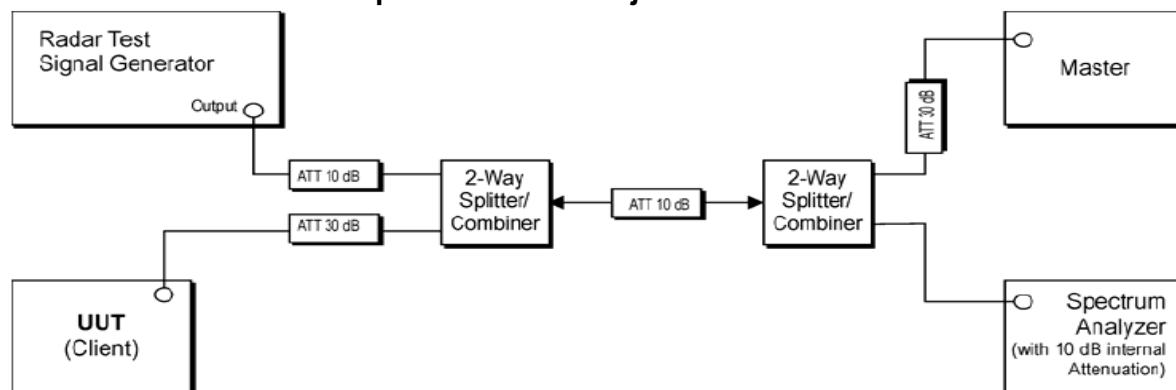 Radar Test
Signal Generator
Output
ATT 10 dB
ATT 30 dB
2-Way
Splitter/
Combiner
ATT 10 dB
2-Way
Splitter/
Combiner
ATT 30 dB
Master
UUT
(Client)
Spectrum
Analyzer
(with 10 dB internal
Attenuation)